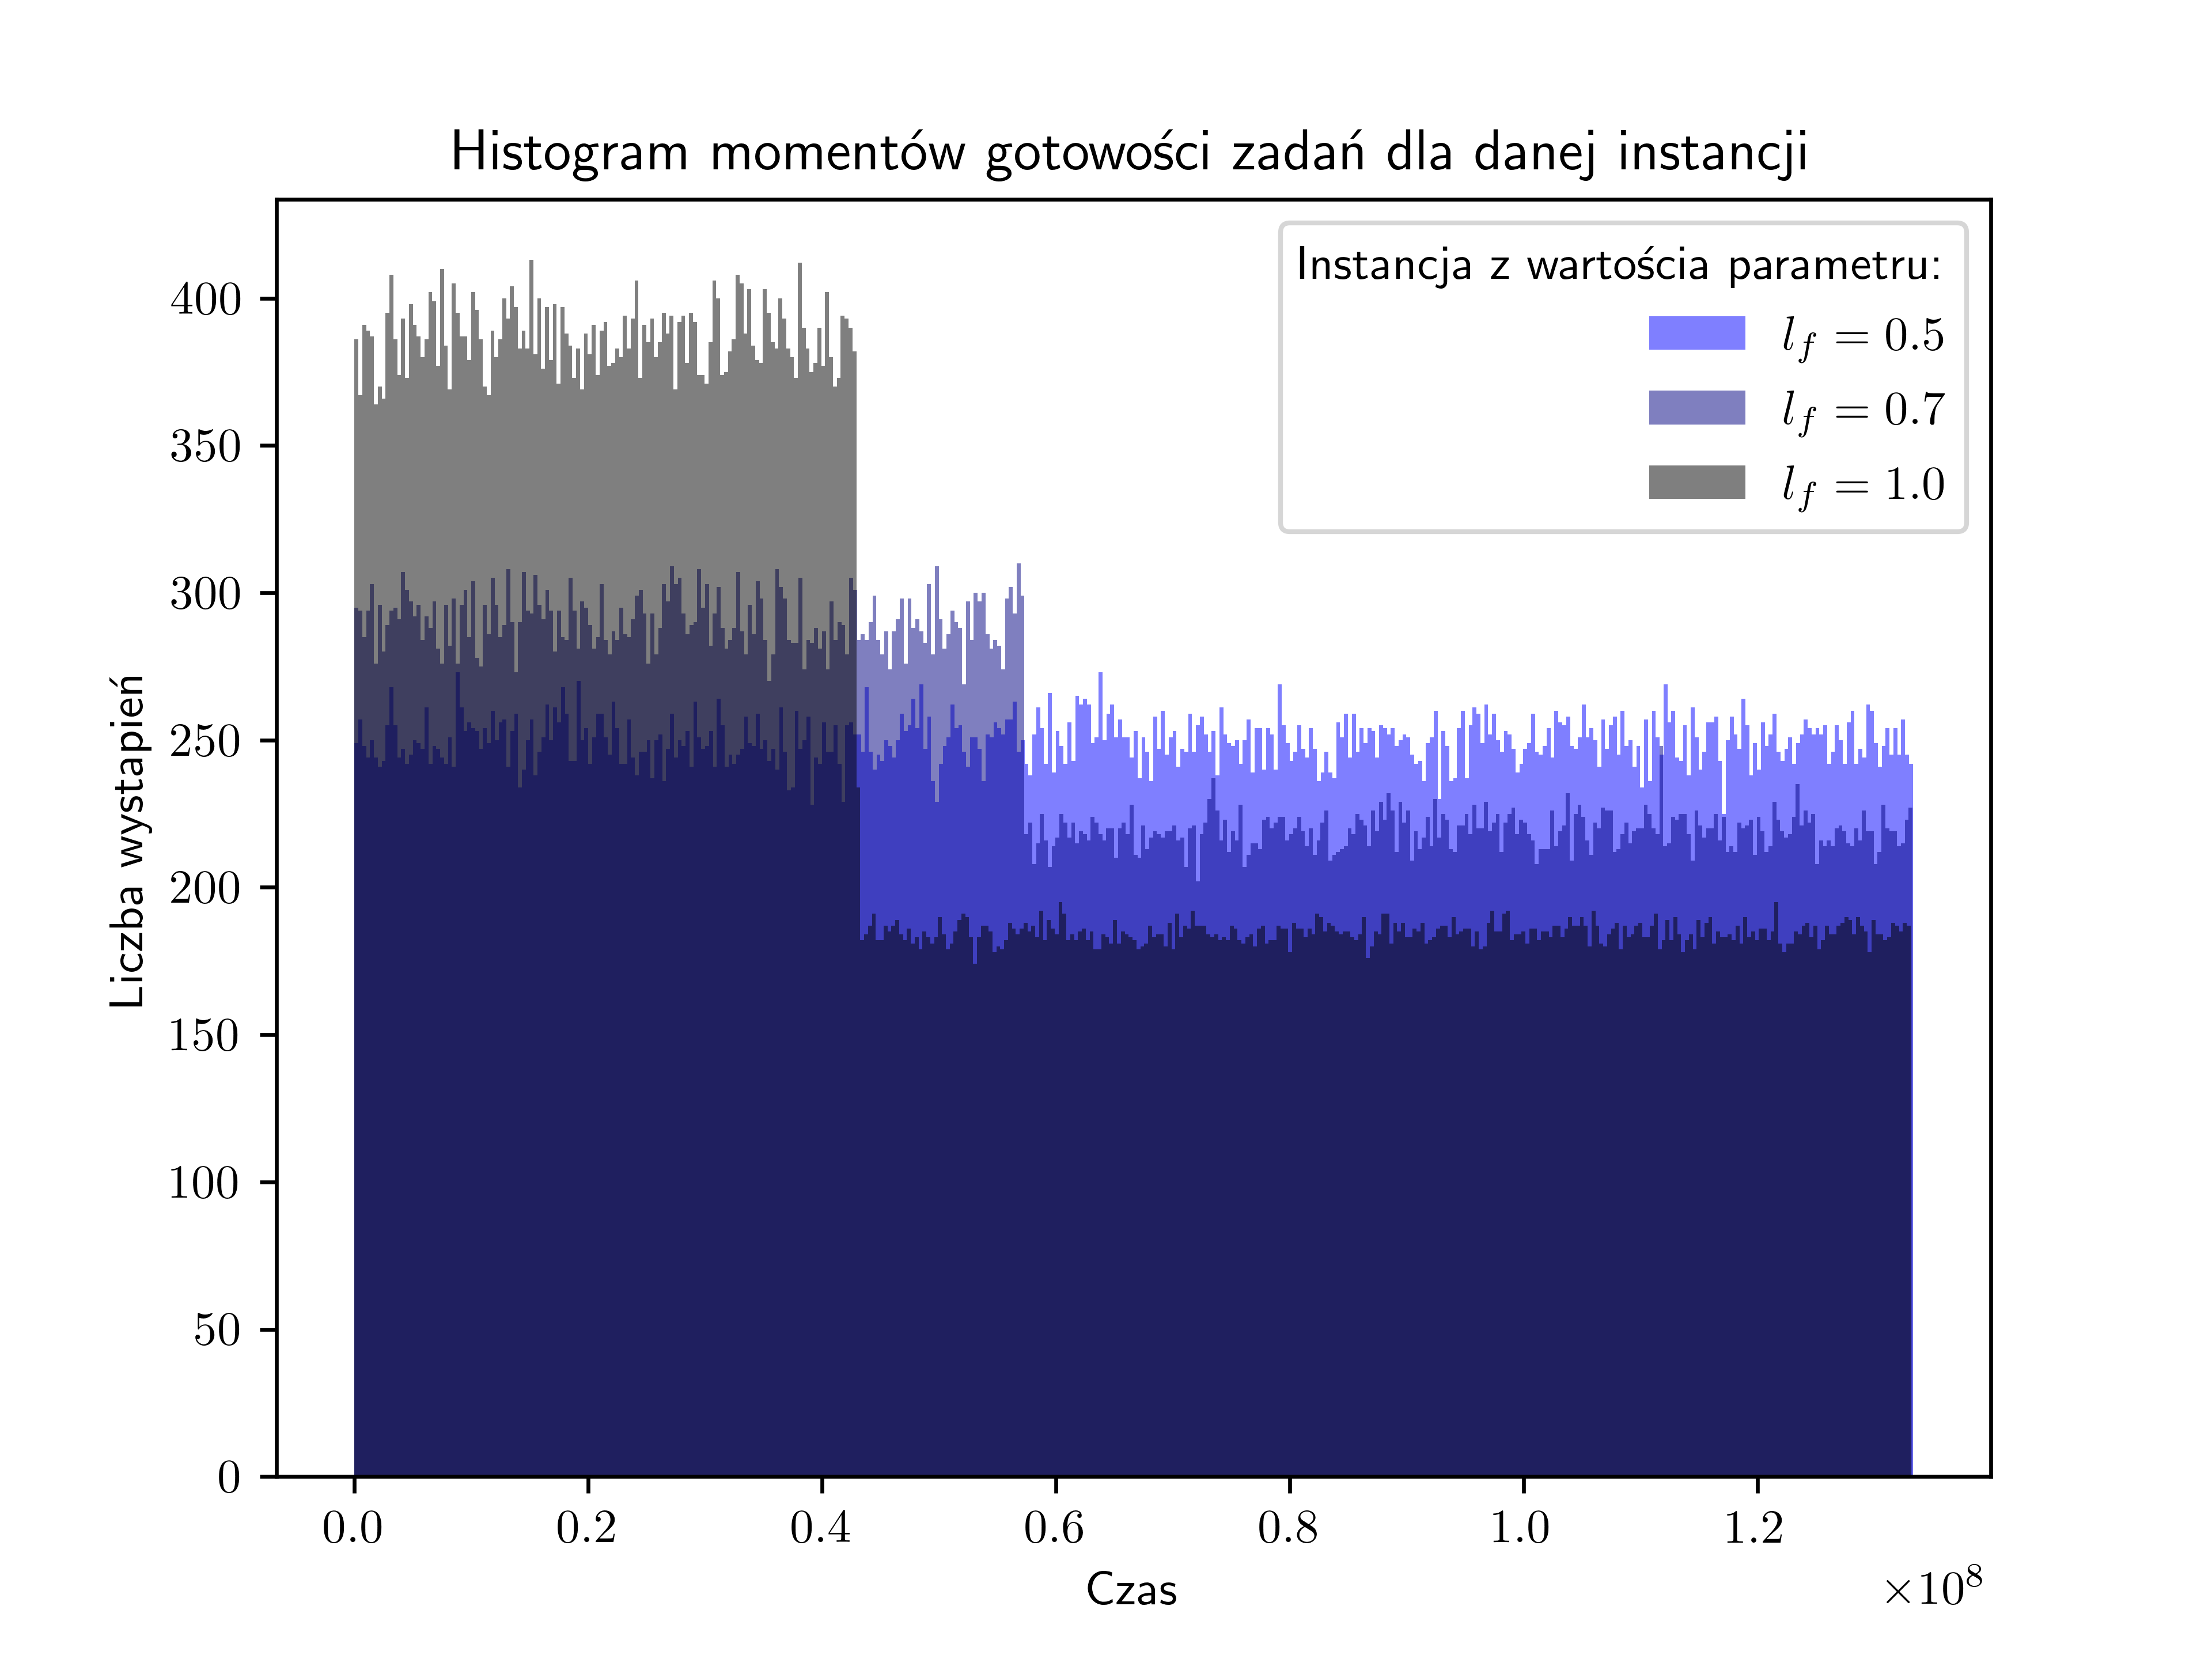 Histogram momentów gotowości zadań dla danej instancji
Instancja z wartościa parametru:
l_f = 0.5
l_f = 0.7
l_f = 1.0
Liczba wystapień
400
350
300
250
200
150
100
50
0
0.0 0.2 0.4 0.6 0.8 1.0 1.2
Czas
×10⁸